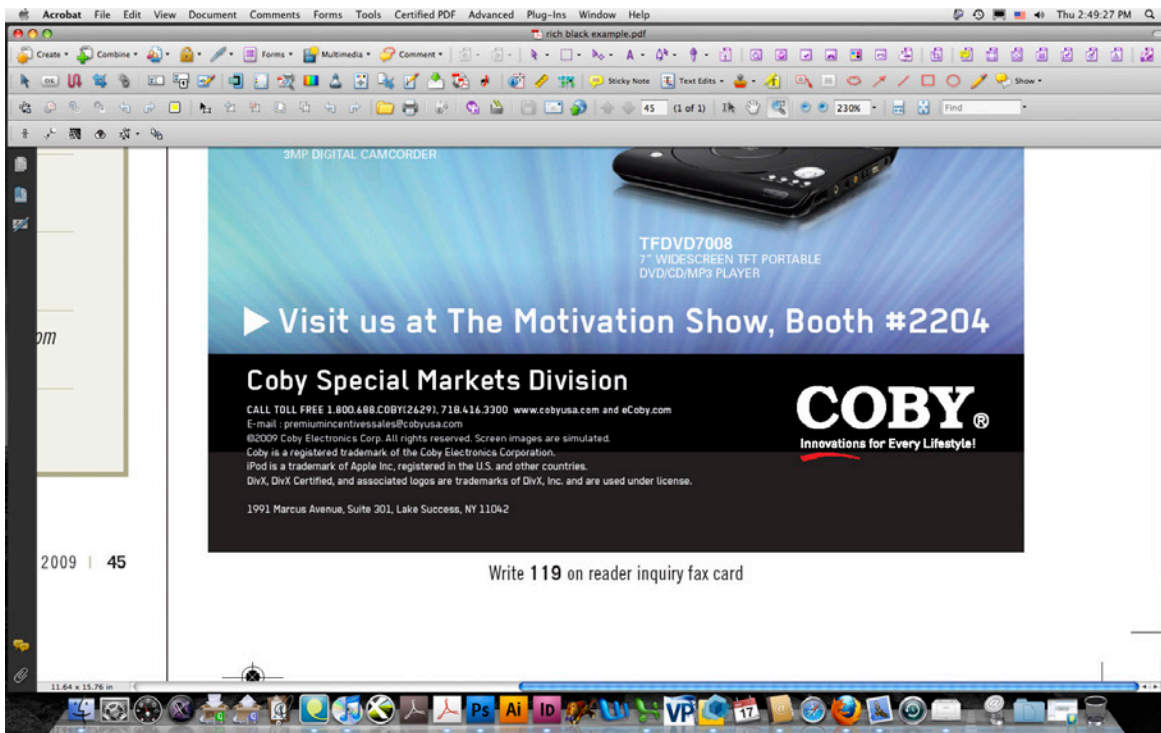 Acrobat File Edit View Document Comments Forms Tools Certified PDF Advanced Plug-Ins Window Help Thu 2:49:27 PM
rich black example.pdf
Create Combine Forms Multimedia Comment
OK Sticky Note Text Edits Show
45 (1 of 1) 230% Find
3MP DIGITAL CAMCORDER
TFDVD7008
7" WIDESCREEN TFT PORTABLE
DVD/CD/MP3 PLAYER
Visit us at The Motivation Show, Booth #2204
om
Coby Special Markets Division
CALL TOLL FREE 1.800.688.COBY(2629), 718.416.3300 www.cobyusa.com and eCoby.com
E-mail : premiumincentivessales@cobyusa.com
©2009 Coby Electronics Corp. All rights reserved. Screen images are simulated.
Coby is a registered trademark of the Coby Electronics Corporation.
iPod is a trademark of Apple Inc, registered in the U.S. and other countries.
DivX, DivX Certified, and associated logos are trademarks of DivX, Inc. and are used under license.
1991 Marcus Avenue, Suite 301, Lake Success, NY 11042
COBY®
Innovations for Every Lifestyle!
2009 | 45
Write 119 on reader inquiry fax card
11.64 x 15.76 in
Ps Ai ID VP 17